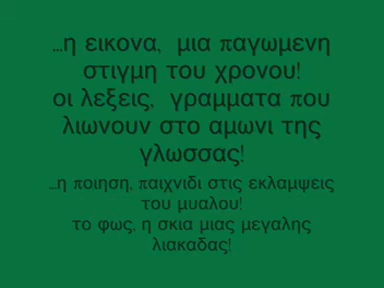 ...η εικονα, μια παγωμενη
στιγμη του χρονου!
οι λεξεις, γραμματα που
λιωνουν στο αμωνι της
γλωσσας!
...η ποιηση, παιχνιδι στις εκλαμψεις
του μυαλου!
το φως, η σκια μιας μεγαλης
λιακαδας!